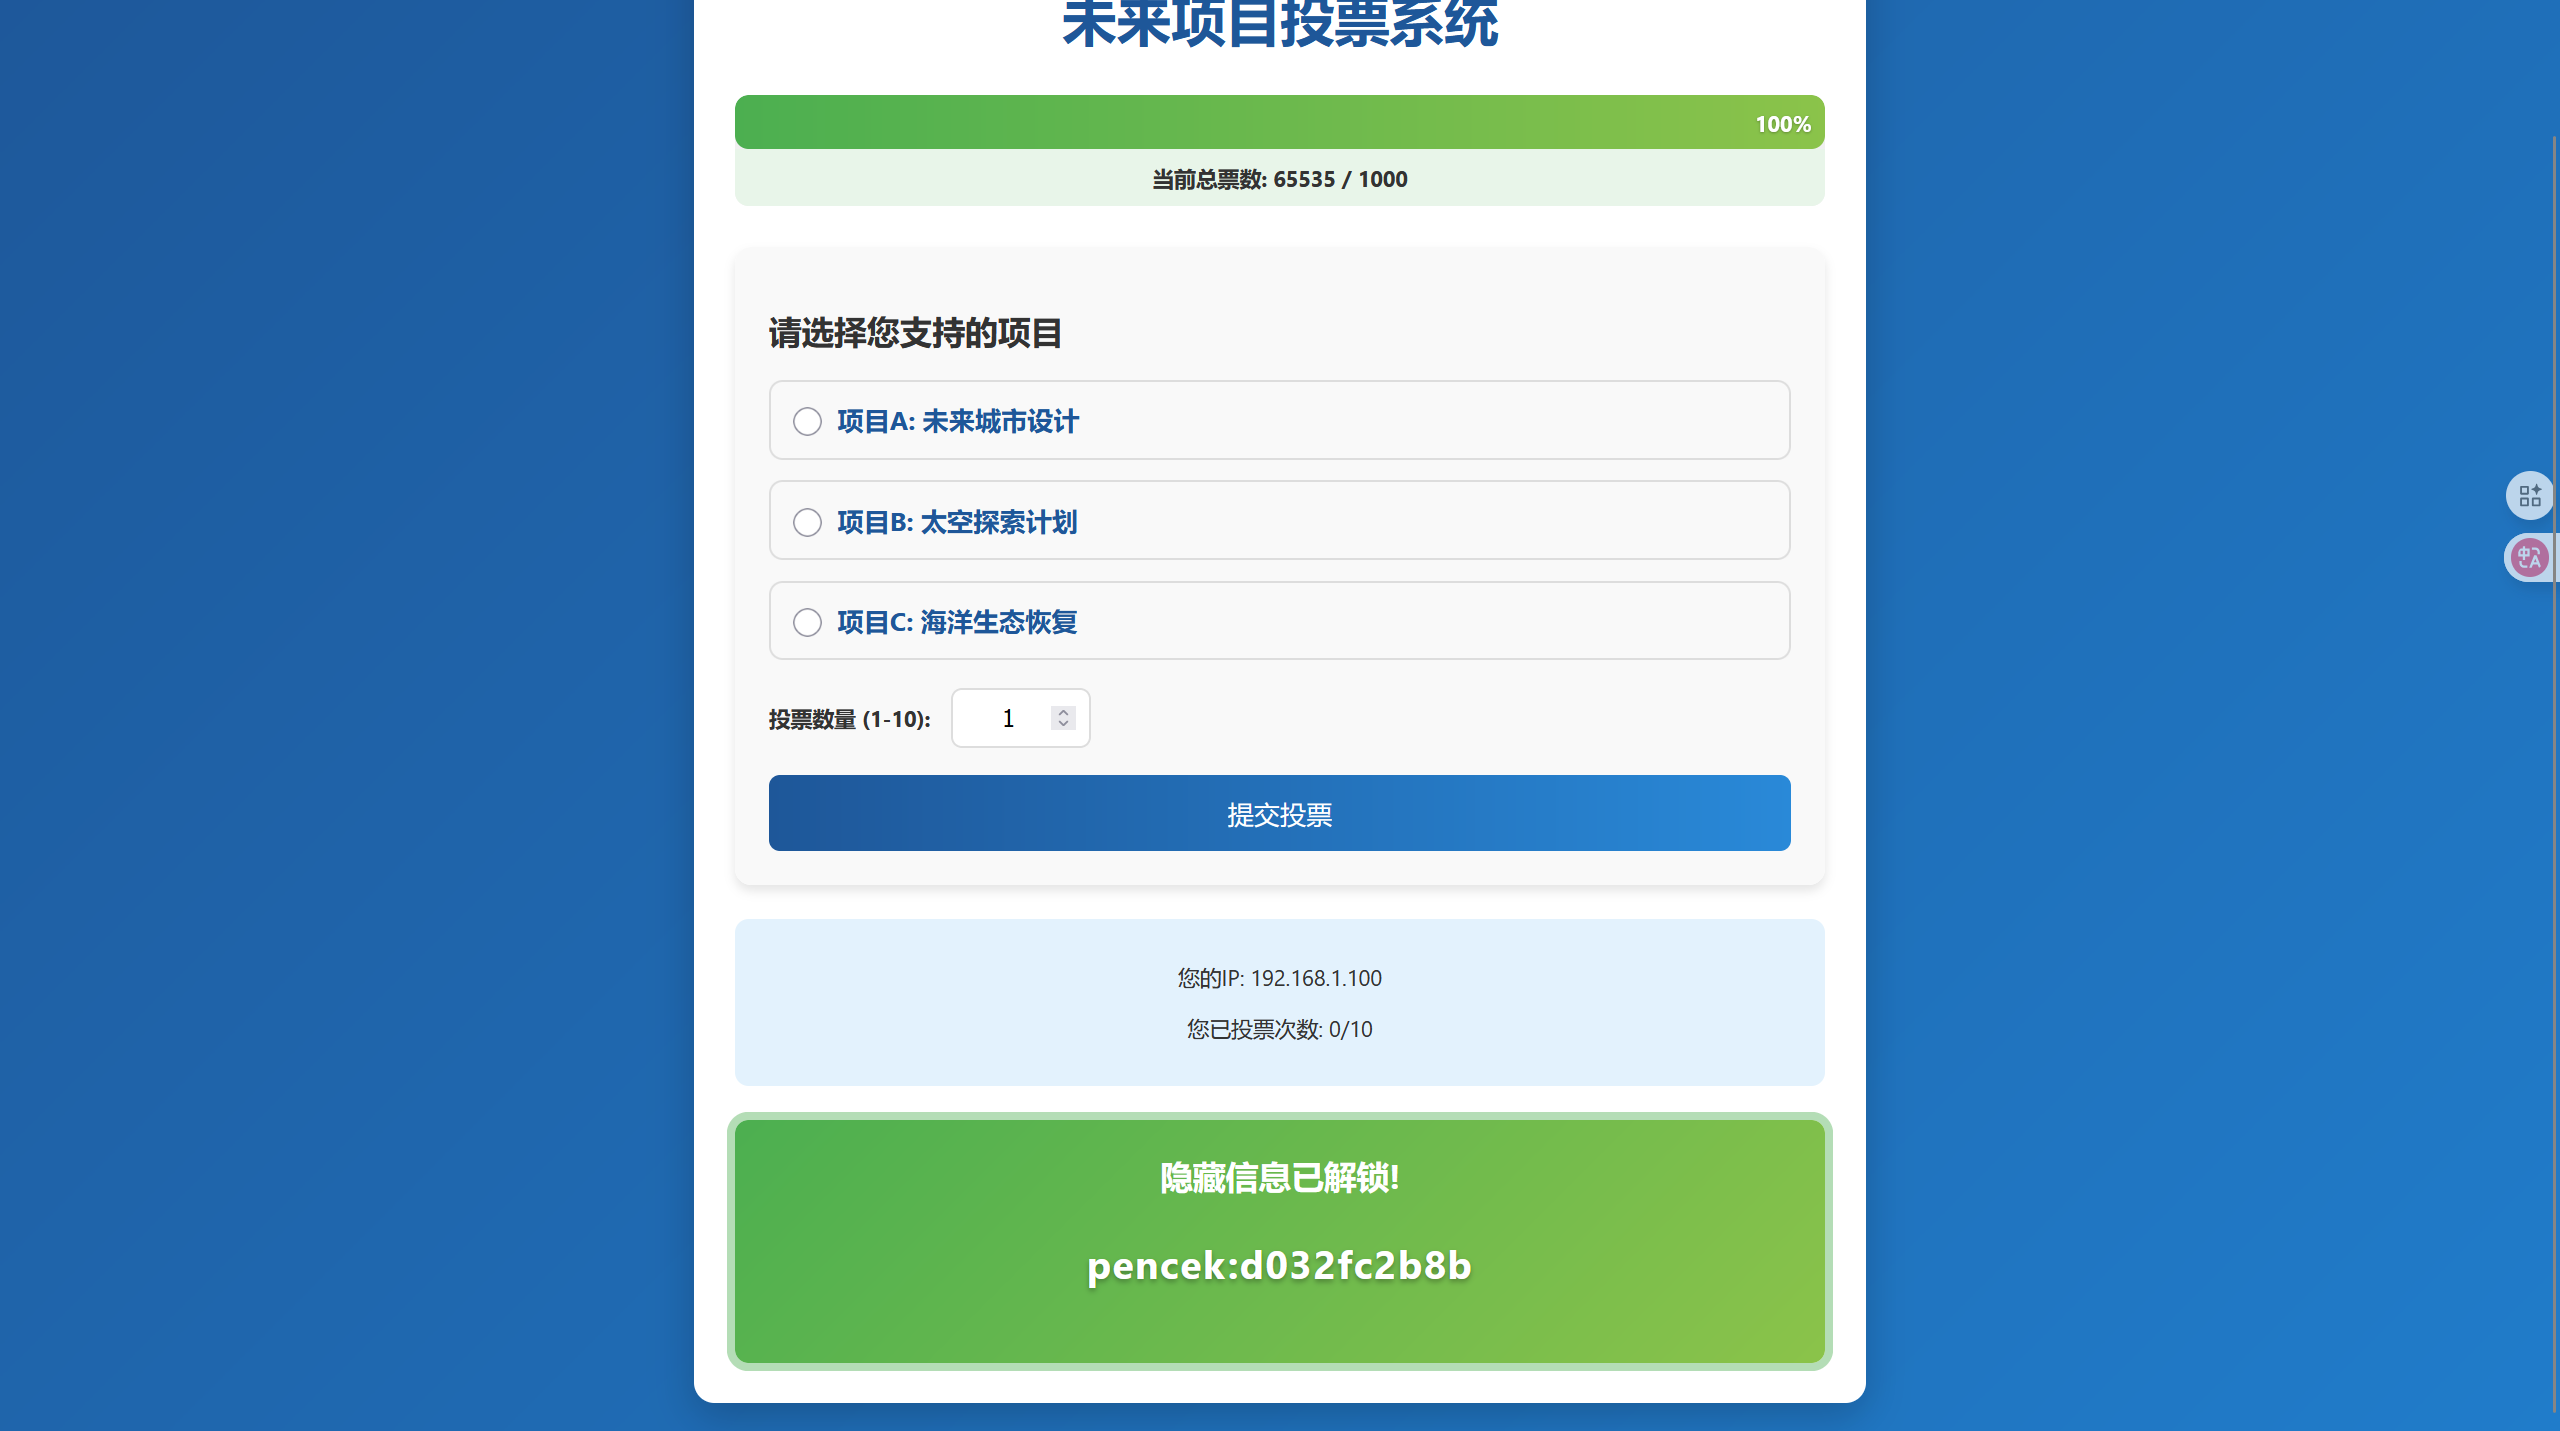 未来项目投票系统
100%
当前总票数: 65535 / 1000
请选择您支持的项目
项目A: 未来城市设计
项目B: 太空探索计划
项目C: 海洋生态恢复
投票数量 (1-10): 1
提交投票
您的IP: 192.168.1.100
您已投票次数: 0/10
隐藏信息已解锁!
pencek:d032fc2b8b